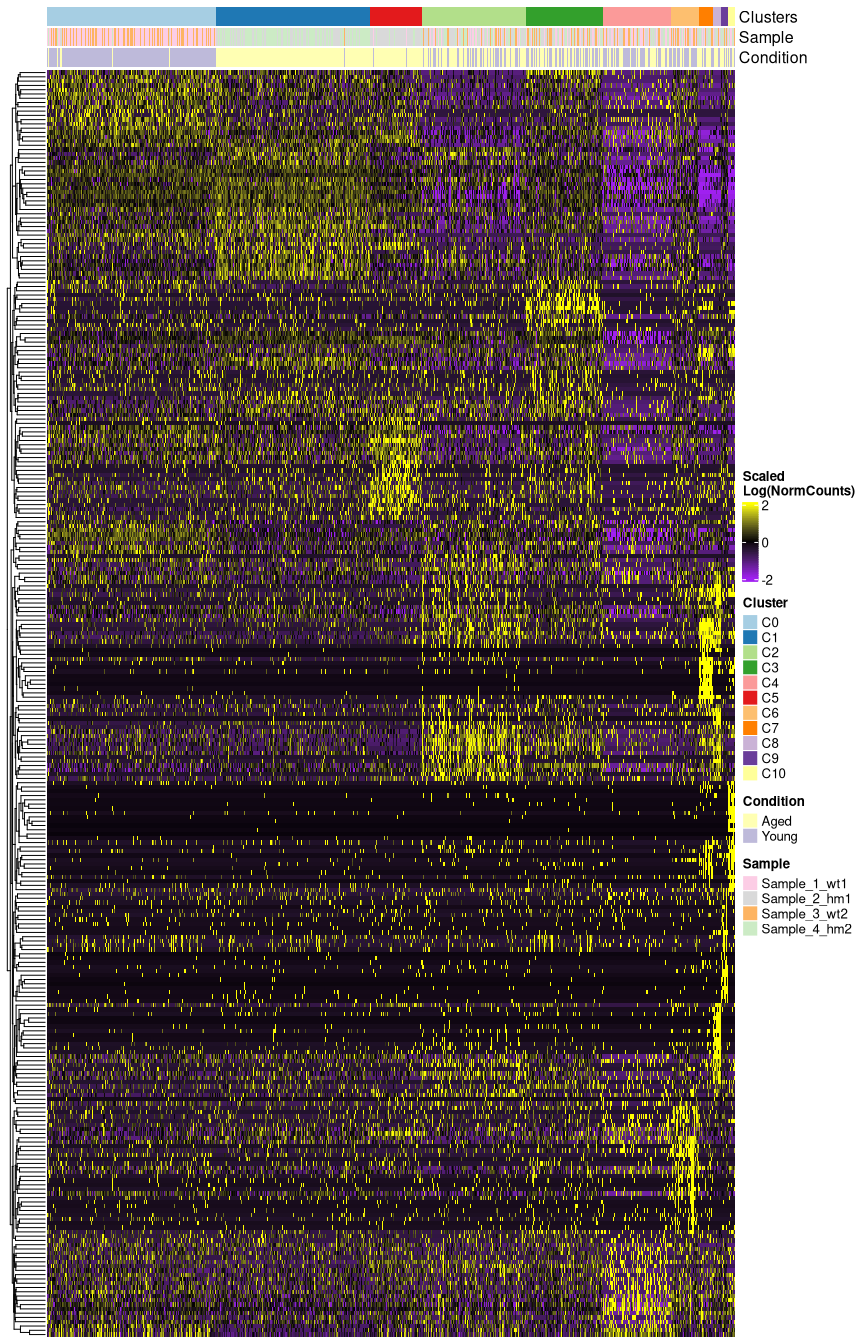 Clusters
Sample
Condition
Scaled
Log(NormCounts)
2
0
-2
Cluster
C0
C1
C2
C3
C4
C5
C6
C7
C8
C9
C10
Condition
Aged
Young
Sample
Sample_1_wt1
Sample_2_hm1
Sample_3_wt2
Sample_4_hm2